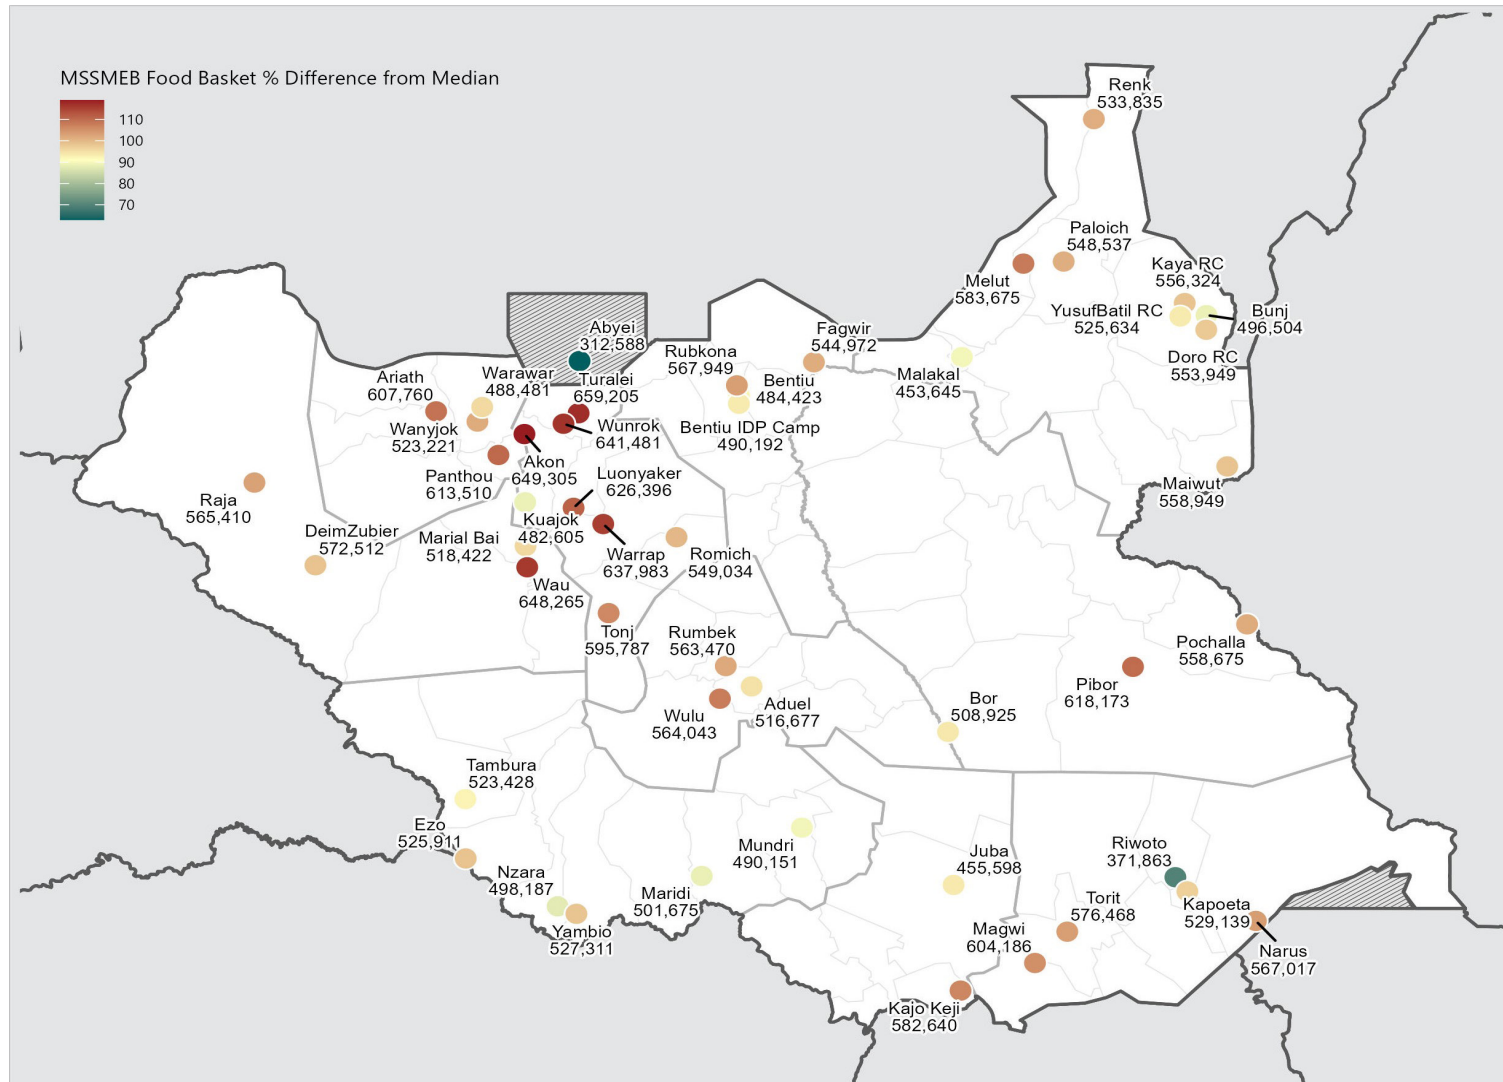 MSSMEB Food Basket % Difference from Median
110
100
90
80
70
Renk
533,835
Paloich
548,537
Melut
583,675
Kaya RC
556,324
YusufBatil RC
525,634
Bunj
496,504
Doro RC
553,949
Malakal
453,645
Maiwut
558,949
Abyei
312,588
Fagwir
544,972
Rubkona
567,949
Bentiu
484,423
Bentiu IDP Camp
490,192
Ariath
607,760
Warawar
488,481
Turalei
659,205
Wanyjok
523,221
Wunrok
641,481
Akon
649,305
Panthou
613,510
Luonyaker
626,396
Raja
565,410
DeimZubier
572,512
Marial Bai
518,422
Kuajok
482,605
Warrap
637,983
Romich
549,034
Wau
648,265
Tonj
595,787
Rumbek
563,470
Wulu
564,043
Aduel
516,677
Pochalla
558,675
Pibor
618,173
Bor
508,925
Tambura
523,428
Ezo
525,911
Nzara
498,187
Yambio
527,311
Maridi
501,675
Mundri
490,151
Juba
455,598
Riwoto
371,863
Kapoeta
529,139
Torit
576,468
Magwi
604,186
Narus
567,017
Kajo Keji
582,640